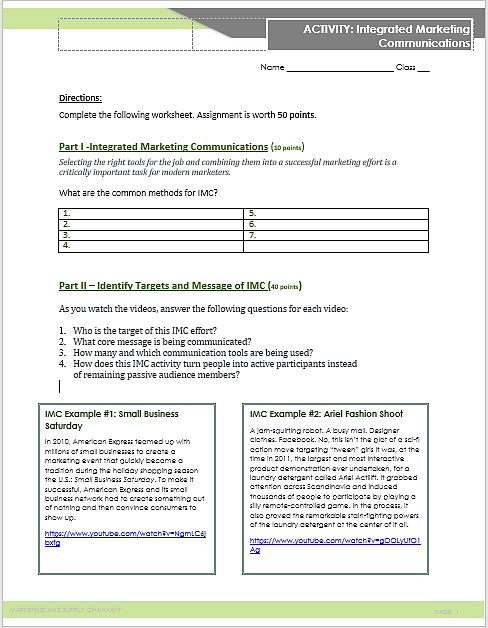 ACTIVITY: Integrated Marketing
Communications
Name ______________________ Class ___
Directions:
Complete the following worksheet. Assignment is worth 50 points.
Part I -Integrated Marketing Communications (10 points)
Selecting the right tools for the job and combining them into a successful marketing effort is a
critically important task for modern marketers.
What are the common methods for IMC?
1. 5.
2. 6.
3. 7.
4.
Part II – Identify Targets and Message of IMC (40 points)
As you watch the videos, answer the following questions for each video:
1. Who is the target of this IMC effort?
2. What core message is being communicated?
3. How many and which communication tools are being used?
4. How does this IMC activity turn people into active participants instead
of remaining passive audience members?
IMC Example #1: Small Business
Saturday
In 2010, American Express teamed up with
millions of small businesses to create a
marketing event that quickly became a
tradition during the holiday shopping season
the U.S.: Small Business Saturday. To make it
successful, American Express and its small
business network had to create something out
of nothing and then convince consumers to
show up.
https://www.youtube.com/watch?v=NgmLC6j
bxfg
IMC Example #2: Ariel Fashion Shoot
A jam-squirting robot. A busy mall. Designer
clothes. Facebook. No, this isn't the plot of a sci-fi
action movie targeting "tween" girls it was, at the
time in 2011, the largest and most interactive
product demonstration ever undertaken, for a
laundry detergent called Ariel Actilift. It grabbed
attention across Scandinavia and induced
thousands of people to participate by playing a
silly remote-controlled game. In the process, it
also proved the remarkable stain-fighting powers
of the laundry detergent at the center of it all.
https://www.youtube.com/watch?v=gOOLyUfO1
Ag
MARKETING AND SUPPLY CHAIN UNIT
PAGE 1